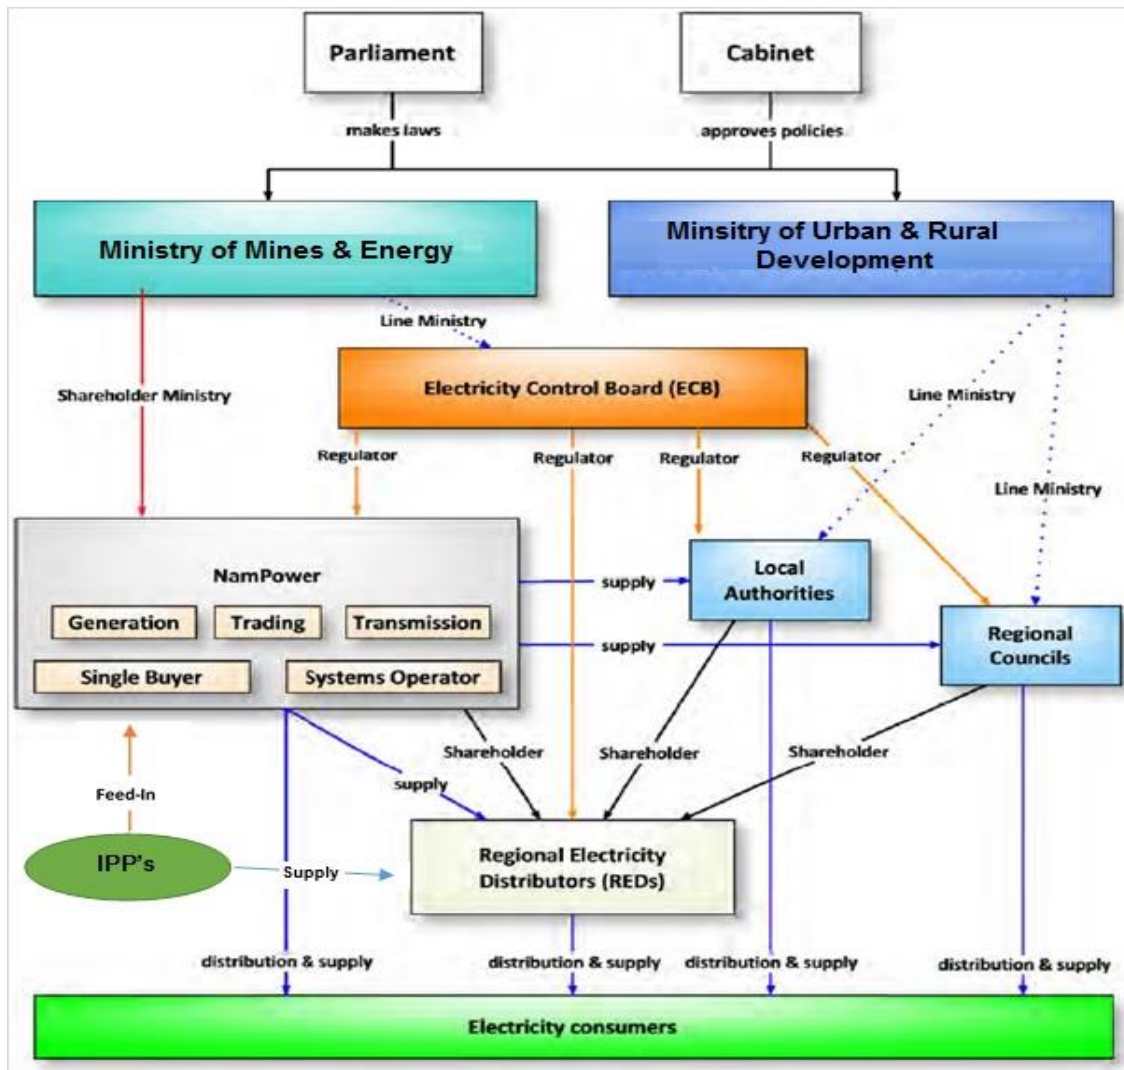 Parliament
Cabinet
makes laws
approves policies
Ministry of Mines & Energy
Minsitry of Urban & Rural
Development
Line Ministry
Electricity Control Board (ECB)
Shareholder Ministry
Line Ministry
Regulator
Regulator
Regulator
Regulator
Line Ministry
NamPower
Local
Authorities
supply
Generation
Trading
Transmission
Regional
Councils
supply
Single Buyer
Systems Operator
Shareholder
Shareholder
Shareholder
supply
Feed-In
IPP's
Supply
Regional Electricity
Distributors (REDs)
distribution & supply
distribution & supply
distribution & supply
distribution & supply
Electricity consumers